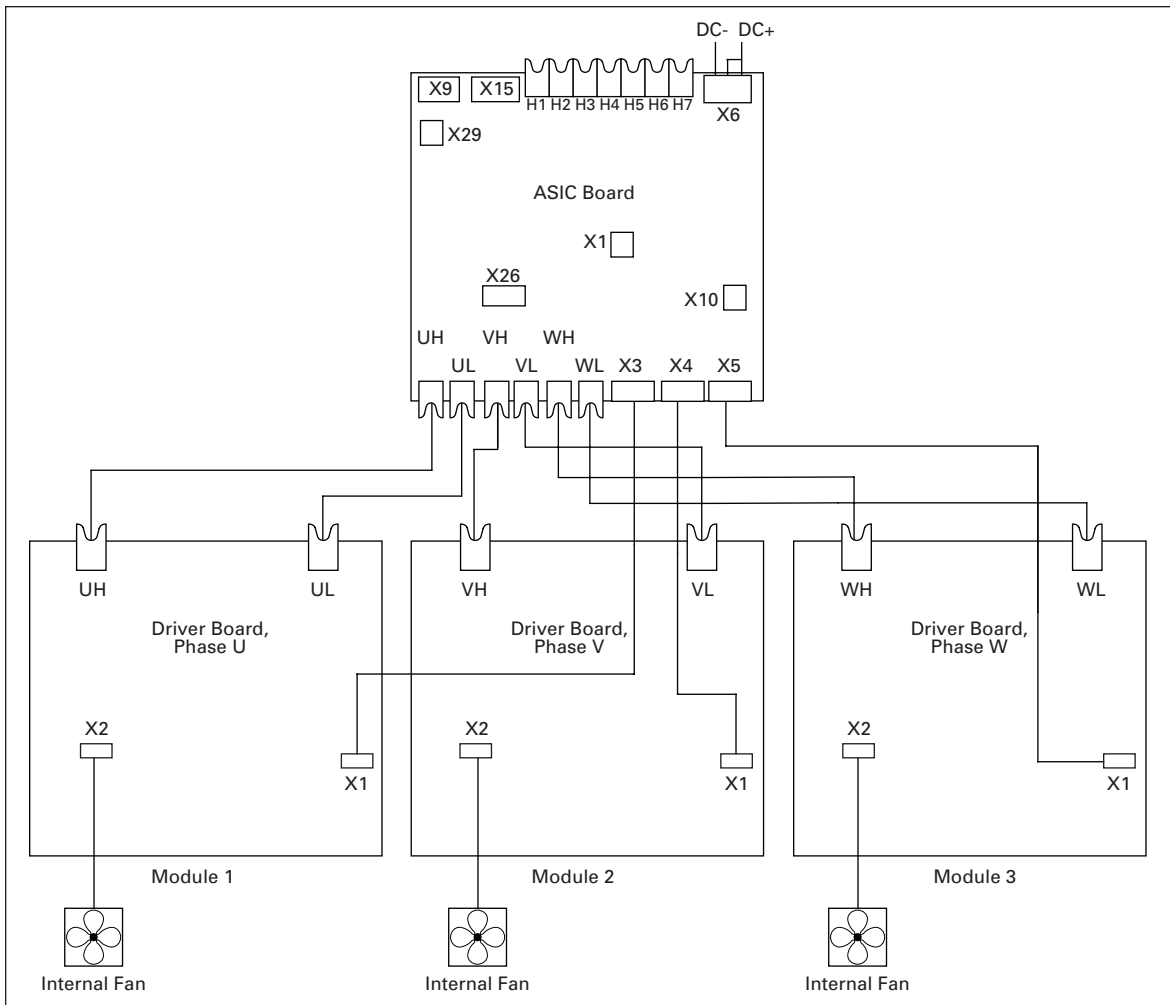 DC- DC+
X9 X15
H1 H2 H3 H4 H5 H6 H7
X6
X29
ASIC Board
X1
X26
X10
UH VH WH
UL VL WL X3 X4 X5
UH UL VH VL WH WL
Driver Board,
Phase U
Driver Board,
Phase V
Driver Board,
Phase W
X2 X2 X2
X1 X1 X1
Module 1 Module 2 Module 3
Internal Fan Internal Fan Internal Fan